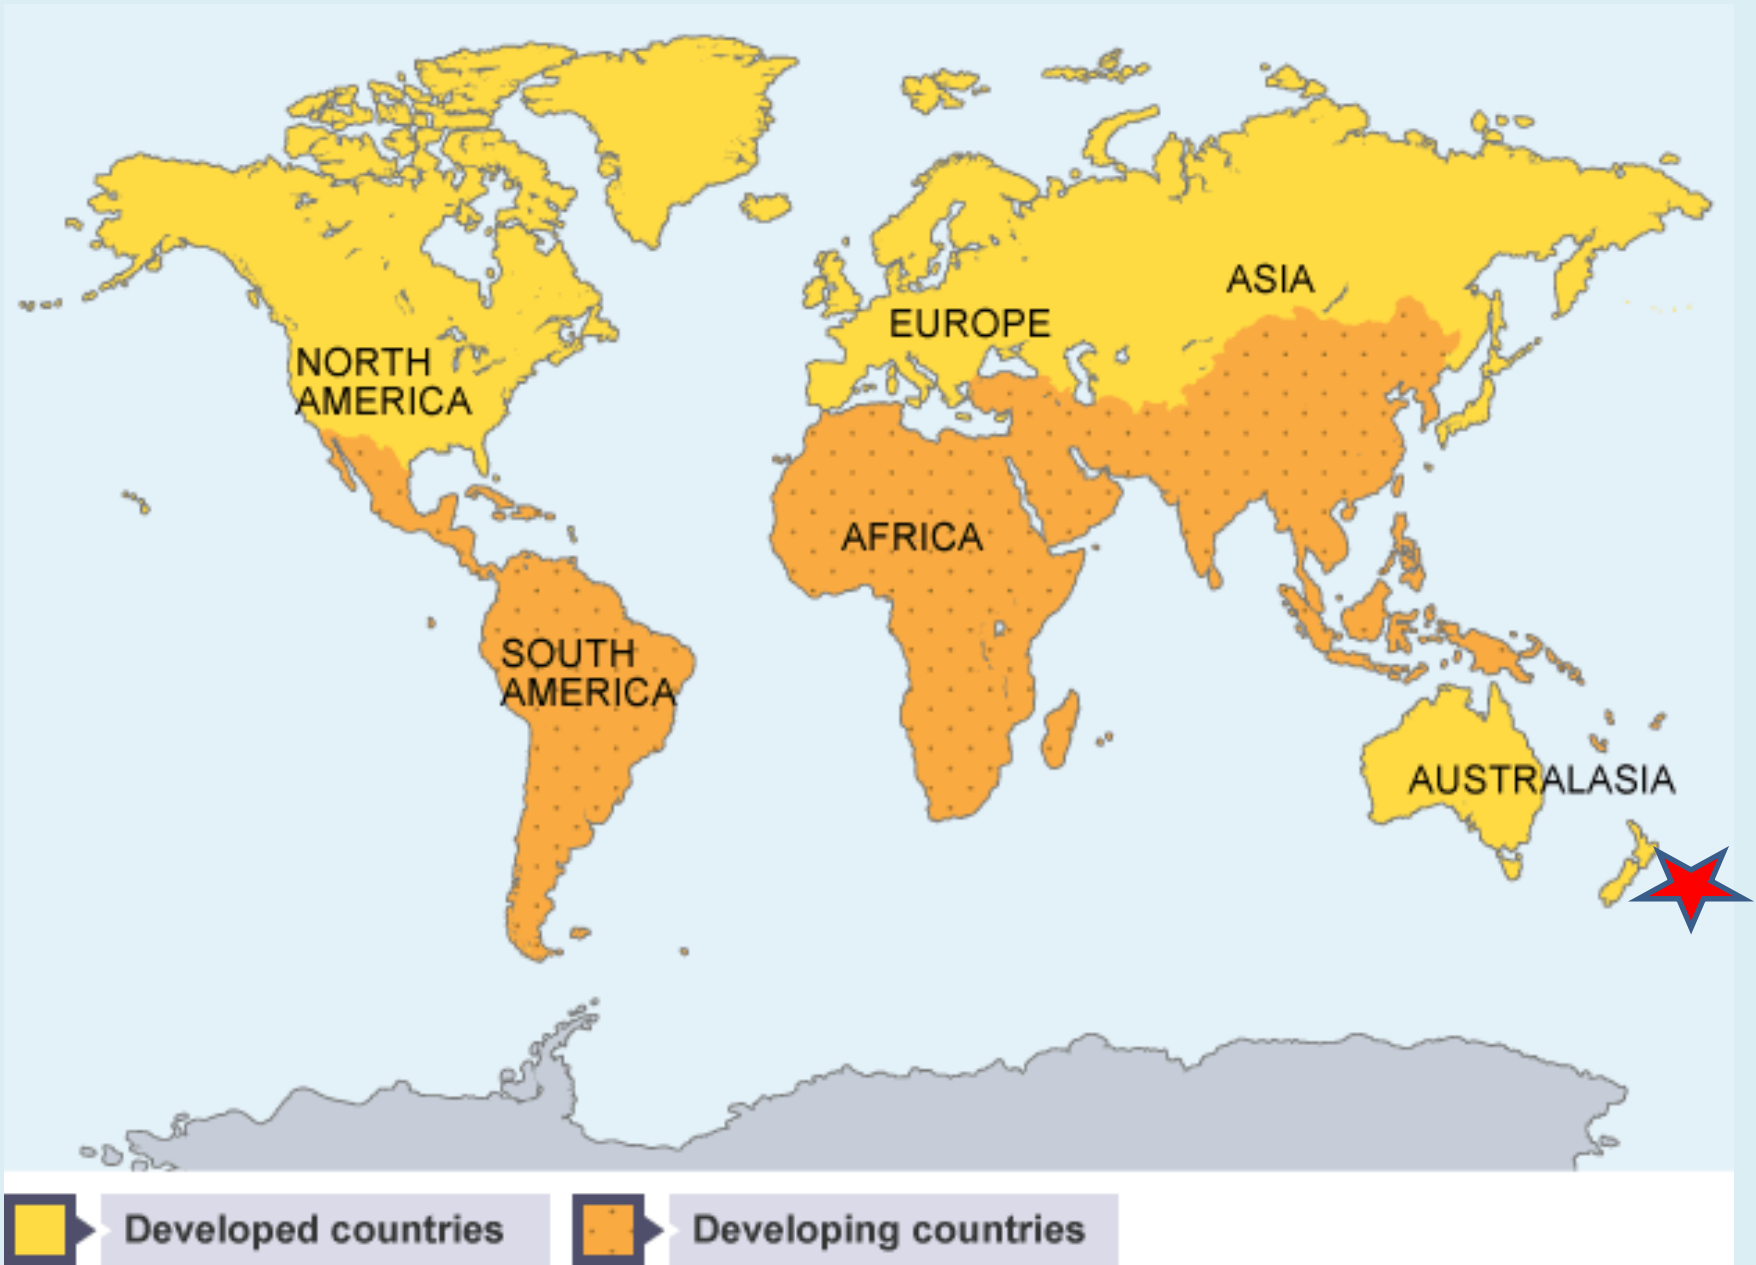 ASIA
EUROPE
NORTH
AMERICA
AFRICA
SOUTH
AMERICA
AUSTRALASIA
Developed countries
Developing countries